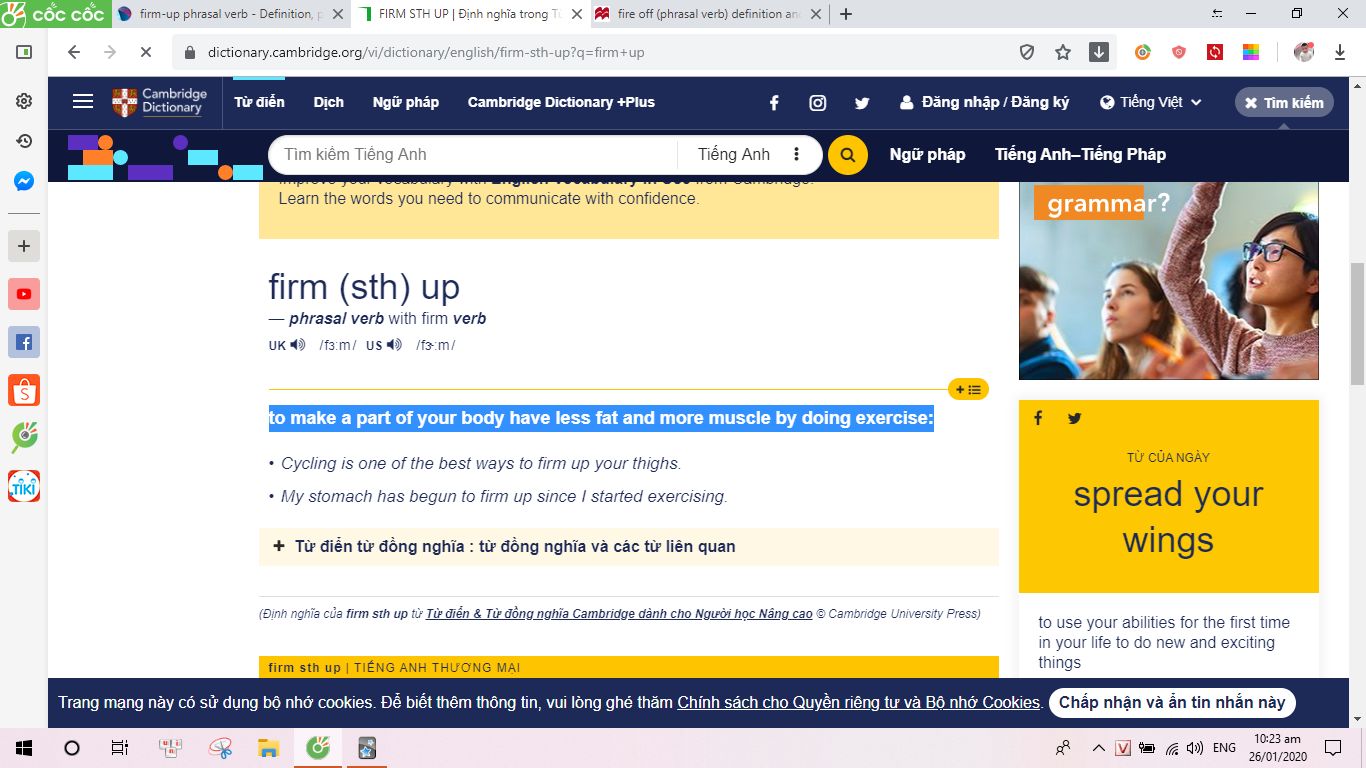 cốc cốc
firm-up phrasal verb - Definition, p
FIRM STH UP | Định nghĩa trong T
fire off (phrasal verb) definition an
dictionary.cambridge.org/vi/dictionary/english/firm-sth-up?q=firm+up
Cambridge Dictionary
Từ điển Dịch Ngữ pháp Cambridge Dictionary +Plus
Đăng nhập / Đăng ký
Tiếng Việt
Tìm kiếm
Tìm kiếm Tiếng Anh
Tiếng Anh
Ngữ pháp Tiếng Anh–Tiếng Pháp
Improve your vocabulary with English Vocabulary in Use from Cambridge.
Learn the words you need to communicate with confidence.
grammar?
firm (sth) up
— phrasal verb with firm verb
UK /fɜːm/ US /fɝːm/
to make a part of your body have less fat and more muscle by doing exercise:
• Cycling is one of the best ways to firm up your thighs.
• My stomach has begun to firm up since I started exercising.
Từ điển từ đồng nghĩa : từ đồng nghĩa và các từ liên quan
(Định nghĩa của firm sth up từ Từ điển & Từ đồng nghĩa Cambridge dành cho Người học Nâng cao © Cambridge University Press)
firm sth up | TIẾNG ANH THƯƠNG MẠI
TỪ CỦA NGÀY
spread your
wings
to use your abilities for the first time
in your life to do new and exciting
things
TIKI
Trang mạng này có sử dụng bộ nhớ cookies. Để biết thêm thông tin, vui lòng ghé thăm Chính sách cho Quyền riêng tư và Bộ nhớ Cookies.
Chấp nhận và ẩn tin nhắn này
ENG
10:23 am
26/01/2020